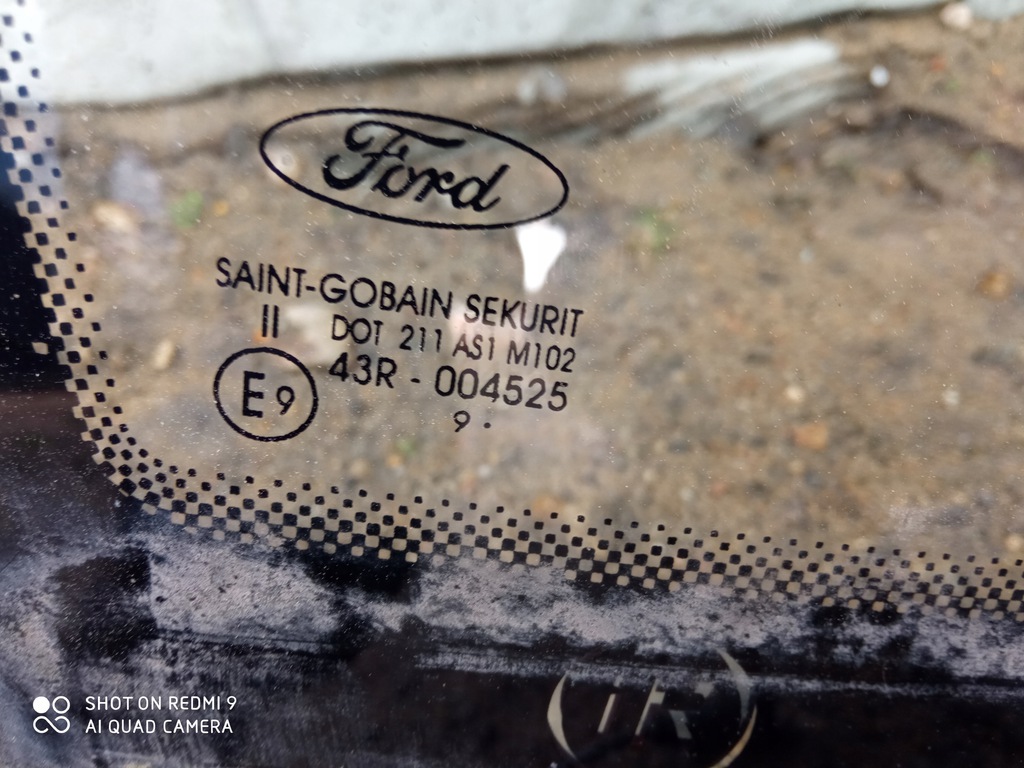 Ford
SAINT-GOBAIN SEKURIT
II DOT 211 AS1 M102
E9 43R - 004525
9 .
SHOT ON REDMI 9
AI QUAD CAMERA